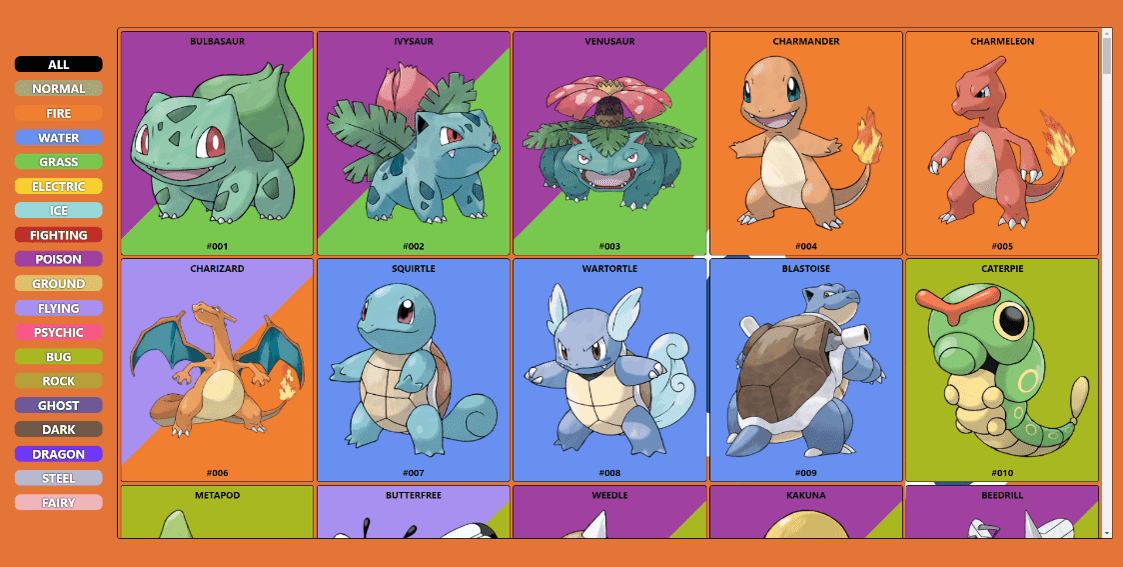 ALL
NORMAL
FIRE
WATER
GRASS
ELECTRIC
ICE
FIGHTING
POISON
GROUND
FLYING
PSYCHIC
BUG
ROCK
GHOST
DARK
DRAGON
STEEL
FAIRY
BULBASAUR
IVYSAUR
VENUSAUR
CHARMANDER
CHARMELEON
#001
#002
#003
#004
#005
CHARIZARD
SQUIRTLE
WARTORTLE
BLASTOISE
CATERPIE
#006
#007
#008
#009
#010
METAPOD
BUTTERFREE
WEEDLE
KAKUNA
BEEDRILL